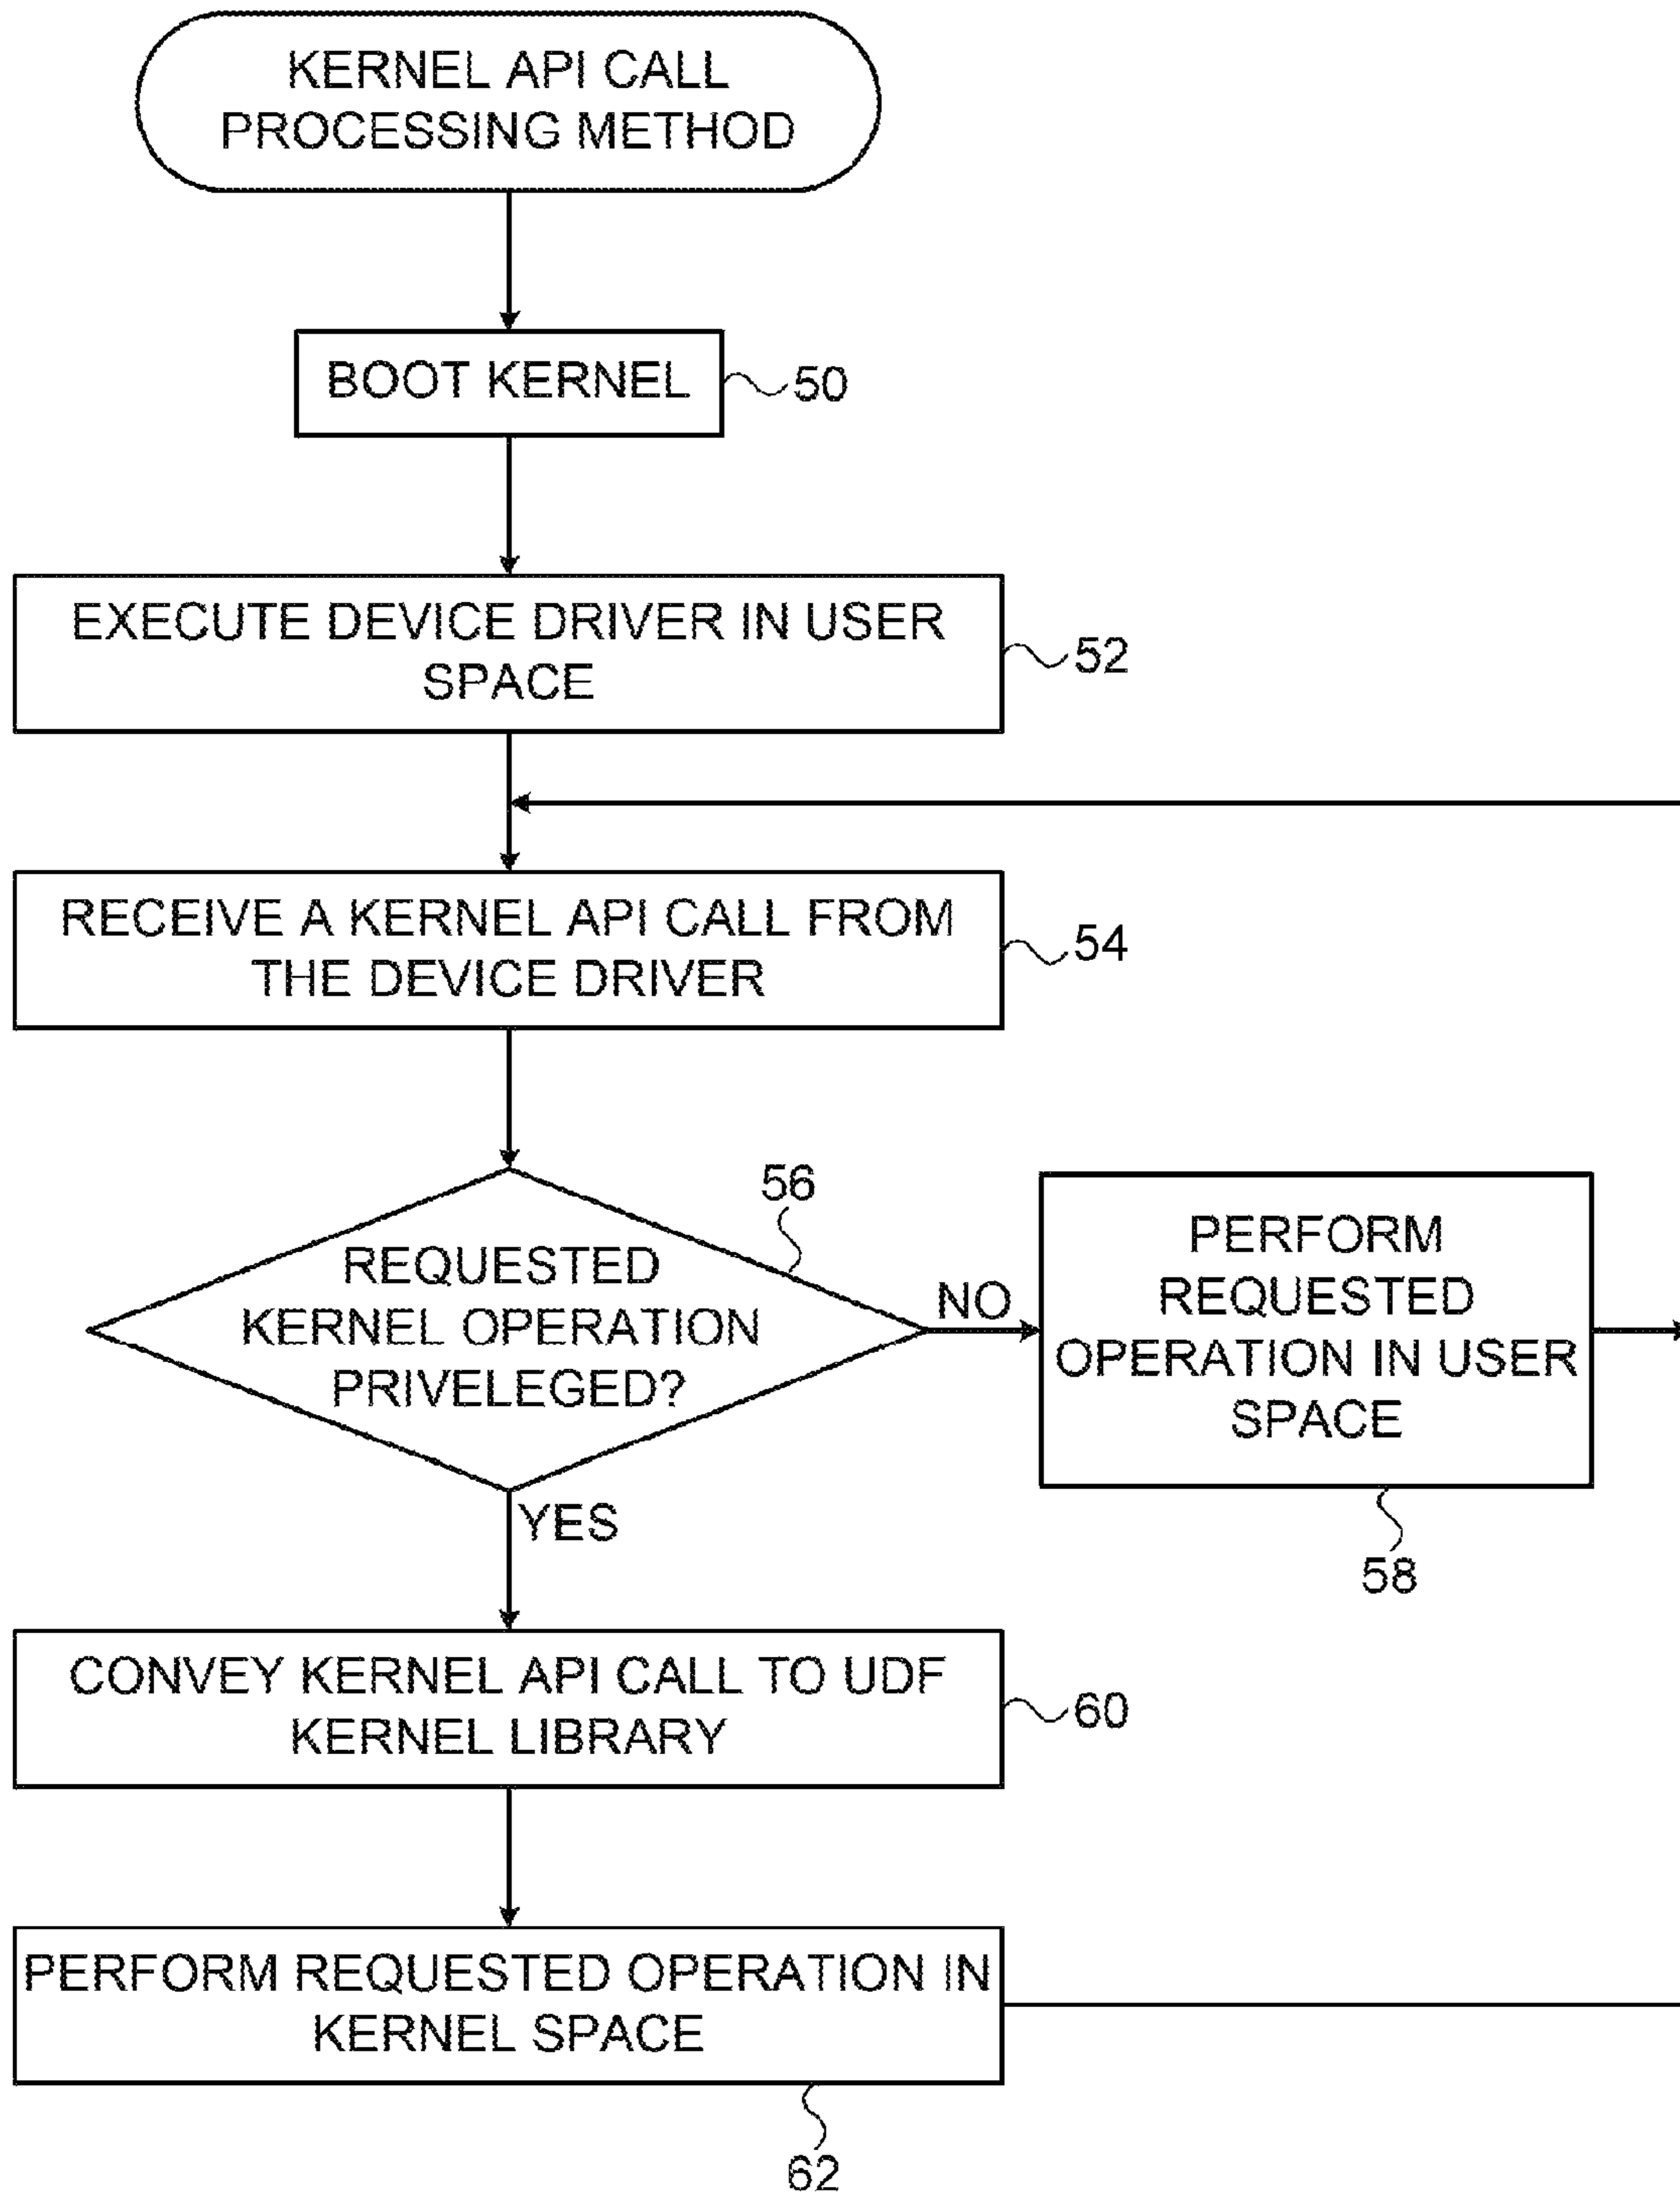 KERNEL API CALL
PROCESSING METHOD
BOOT KERNEL
50
EXECUTE DEVICE DRIVER IN USER
SPACE
52
RECEIVE A KERNEL API CALL FROM
THE DEVICE DRIVER
54
56
REQUESTED
KERNEL OPERATION
PRIVELEGED?
NO
PERFORM
REQUESTED
OPERATION IN USER
SPACE
58
YES
CONVEY KERNEL API CALL TO UDF
KERNEL LIBRARY
60
PERFORM REQUESTED OPERATION IN
KERNEL SPACE
62